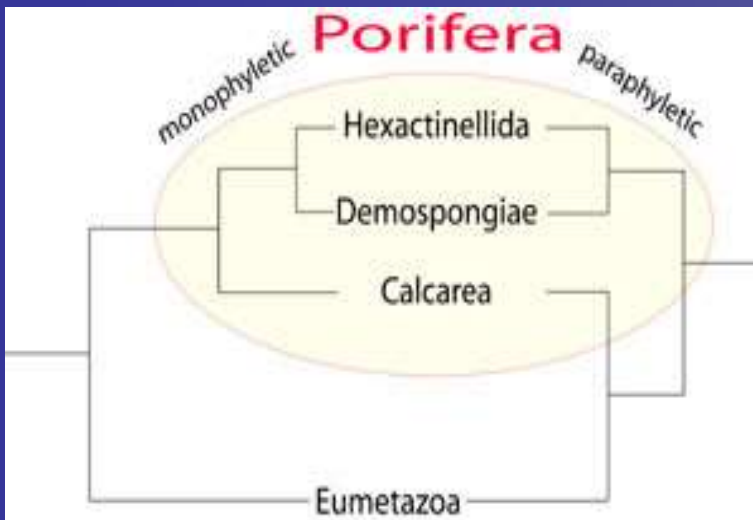 Porifera
monophyletic
paraphyletic
Hexactinellida
Demospongiae
Calcarea
Eumetazoa